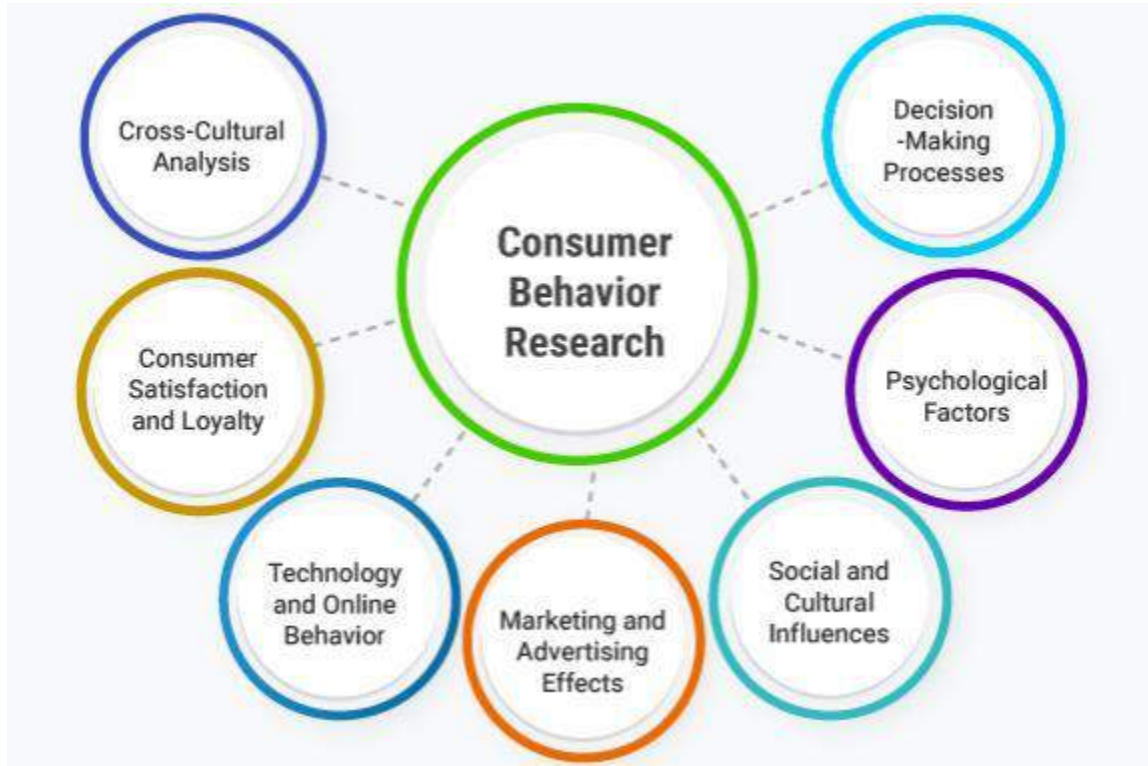 Cross-Cultural
Analysis
Decision
-Making
Processes
Consumer
Behavior
Research
Consumer
Satisfaction
and Loyalty
Psychological
Factors
Technology
and Online
Behavior
Marketing and
Advertising
Effects
Social and
Cultural
Influences